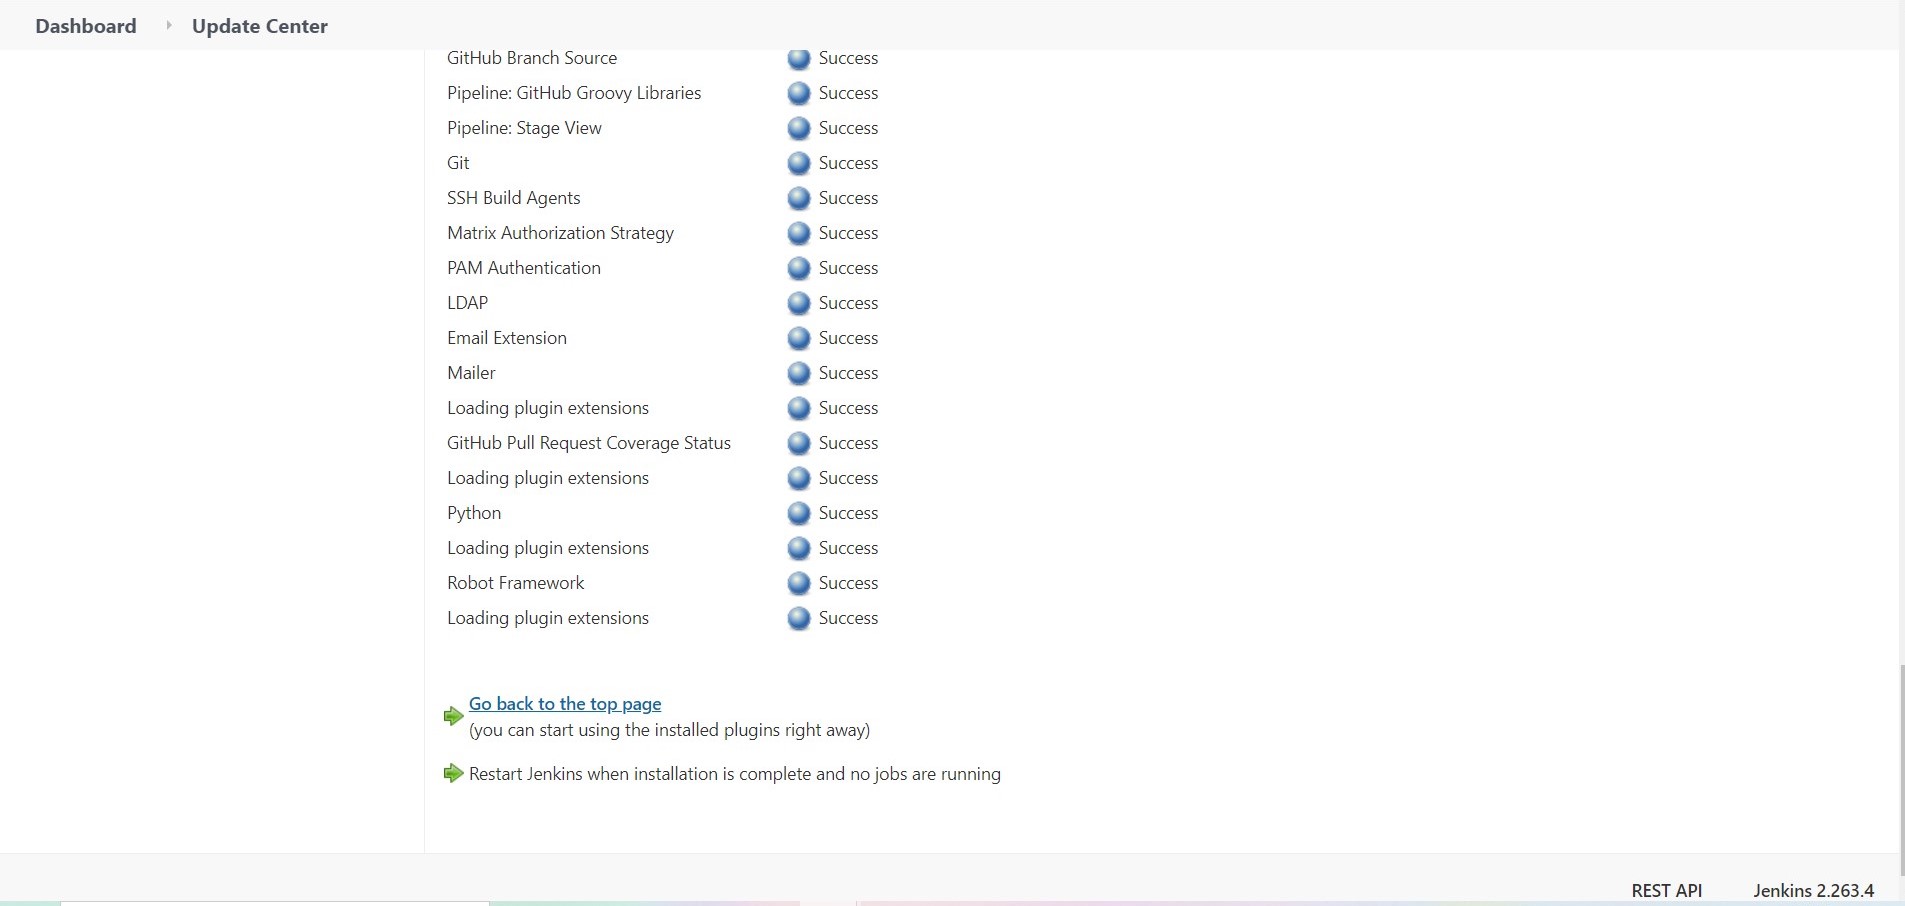 Dashboard Update Center
GitHub Branch Source Success
Pipeline: GitHub Groovy Libraries Success
Pipeline: Stage View Success
Git Success
SSH Build Agents Success
Matrix Authorization Strategy Success
PAM Authentication Success
LDAP Success
Email Extension Success
Mailer Success
Loading plugin extensions Success
GitHub Pull Request Coverage Status Success
Loading plugin extensions Success
Python Success
Loading plugin extensions Success
Robot Framework Success
Loading plugin extensions Success
Go back to the top page
(you can start using the installed plugins right away)
Restart Jenkins when installation is complete and no jobs are running
REST API Jenkins 2.263.4